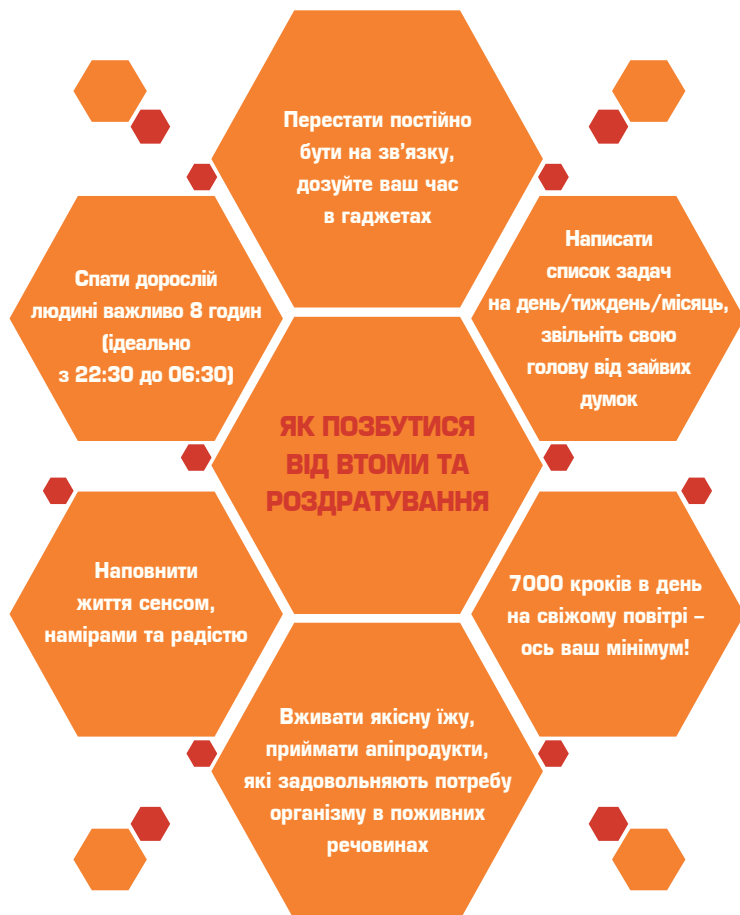 Перестати постійно
бути на зв'язку,
дозуйте ваш час
в гаджетах
Спати дорослій
людині важливо 8 годин
(ідеально
з 22:30 до 06:30)
Написати
список задач
на день/тиждень/місяць,
звільніть свою
голову від зайвих
думок
ЯК ПОЗБУТИСЯ
ВІД ВТОМИ ТА
РОЗДРАТУВАННЯ
Наповнити
життя сенсом,
намірами та радістю
7000 кроків в день
на свіжому повітрі –
ось ваш мінімум!
Вживати якісну їжу,
приймати апіпродукти,
які задовольняють потребу
організму в поживних
речовинах